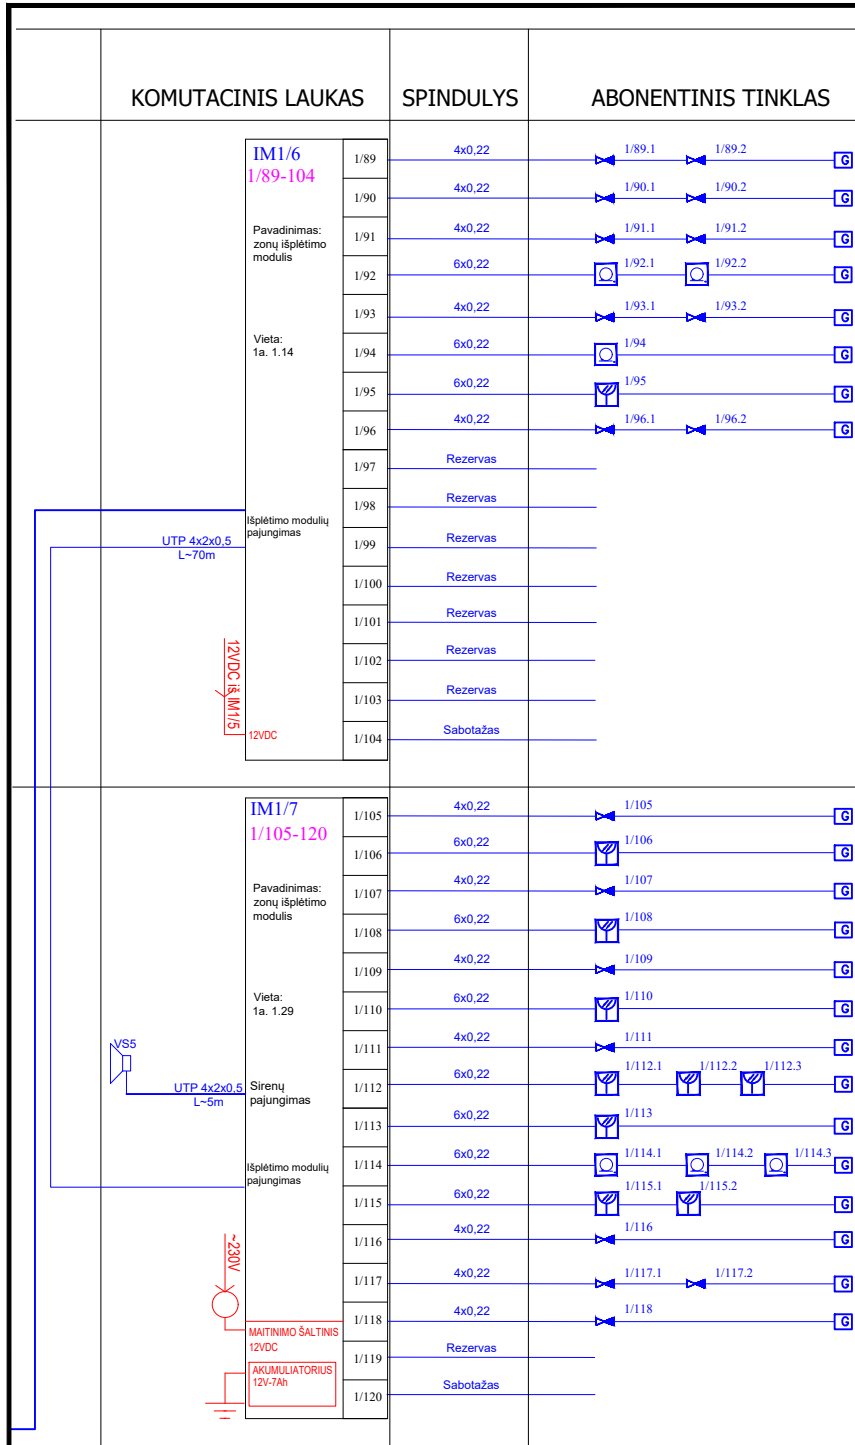 KOMUTACINIS LAUKAS SPINDULYS ABONENTINIS TINKLAS
IM1/6
1/89-104
Pavadinimas:
zonų išplėtimo
modulis
Vieta:
1a. 1.14
Išplėtimo modulių
pajungimas
UTP 4x2x0,5
L~70m
12VDC iš IM1/5
12VDC
1/89 4x0,22 1/89.1 1/89.2 G
1/90 4x0,22 1/90.1 1/90.2 G
1/91 4x0,22 1/91.1 1/91.2 G
1/92 6x0,22 1/92.1 1/92.2 G
1/93 4x0,22 1/93.1 1/93.2 G
1/94 6x0,22 1/94 G
1/95 6x0,22 1/95 G
1/96 4x0,22 1/96.1 1/96.2 G
1/97 Rezervas
1/98 Rezervas
1/99 Rezervas
1/100 Rezervas
1/101 Rezervas
1/102 Rezervas
1/103 Rezervas
1/104 Sabotažas
IM1/7
1/105-120
Pavadinimas:
zonų išplėtimo
modulis
Vieta:
1a. 1.29
VS5
UTP 4x2x0,5
L~5m
Sirenų
pajungimas
Išplėtimo modulių
pajungimas
~230V
MAITINIMO ŠALTINIS
12VDC
AKUMULIATORIUS
12V-7Ah
1/105 4x0,22 1/105 G
1/106 6x0,22 1/106 G
1/107 4x0,22 1/107 G
1/108 6x0,22 1/108 G
1/109 4x0,22 1/109 G
1/110 6x0,22 1/110 G
1/111 4x0,22 1/111 G
1/112 6x0,22 1/112.1 1/112.2 1/112.3 G
1/113 6x0,22 1/113 G
1/114 6x0,22 1/114.1 1/114.2 1/114.3 G
1/115 6x0,22 1/115.1 1/115.2 G
1/116 4x0,22 1/116 G
1/117 4x0,22 1/117.1 1/117.2 G
1/118 4x0,22 1/118 G
1/119 Rezervas
1/120 Sabotažas